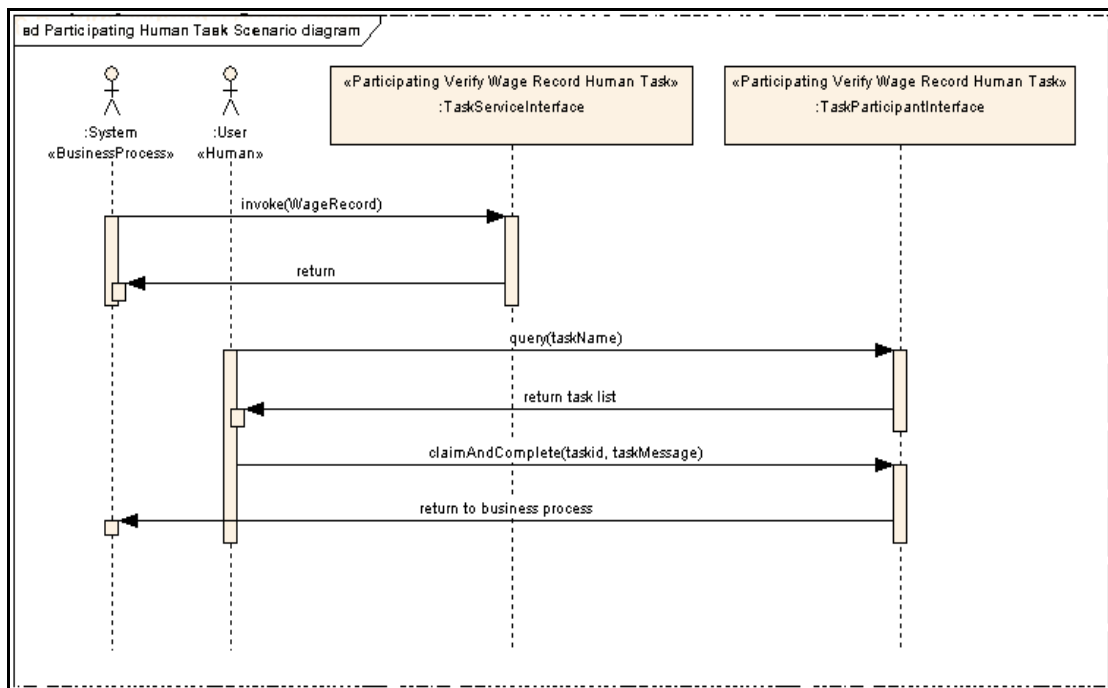 sd Participating Human Task Scenario diagram
:System
«BusinessProcess»
:User
«Human»
«Participating Verify Wage Record Human Task»
:TaskServiceInterface
«Participating Verify Wage Record Human Task»
:TaskParticipantInterface
invoke(WageRecord)
return
query(taskName)
return task list
claimAndComplete(taskid, taskMessage)
return to business process